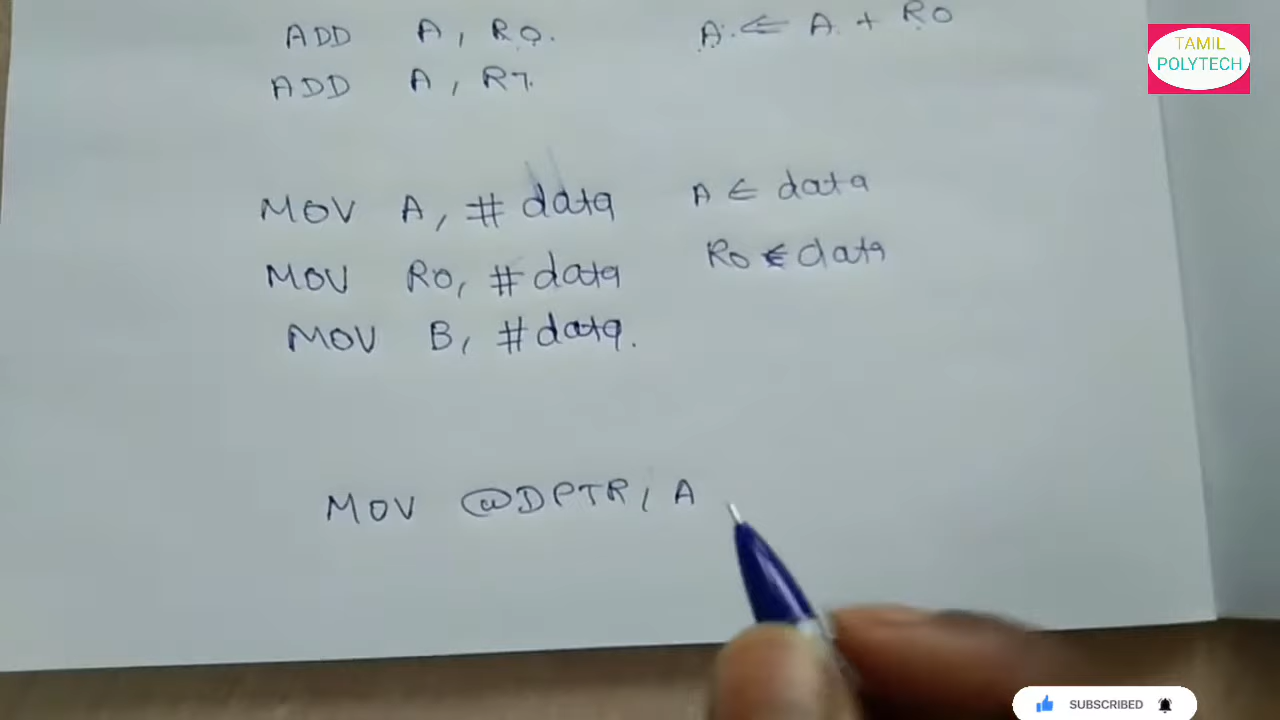 ADD A, R0. A ⇐ A + R0
ADD A, R7.
MOV A, # data A ⇐ data
MOV R0, # data R0 ⇐ data
MOV B, # data.
MOV @DPTR, A
TAMIL
POLYTECH
SUBSCRIBED